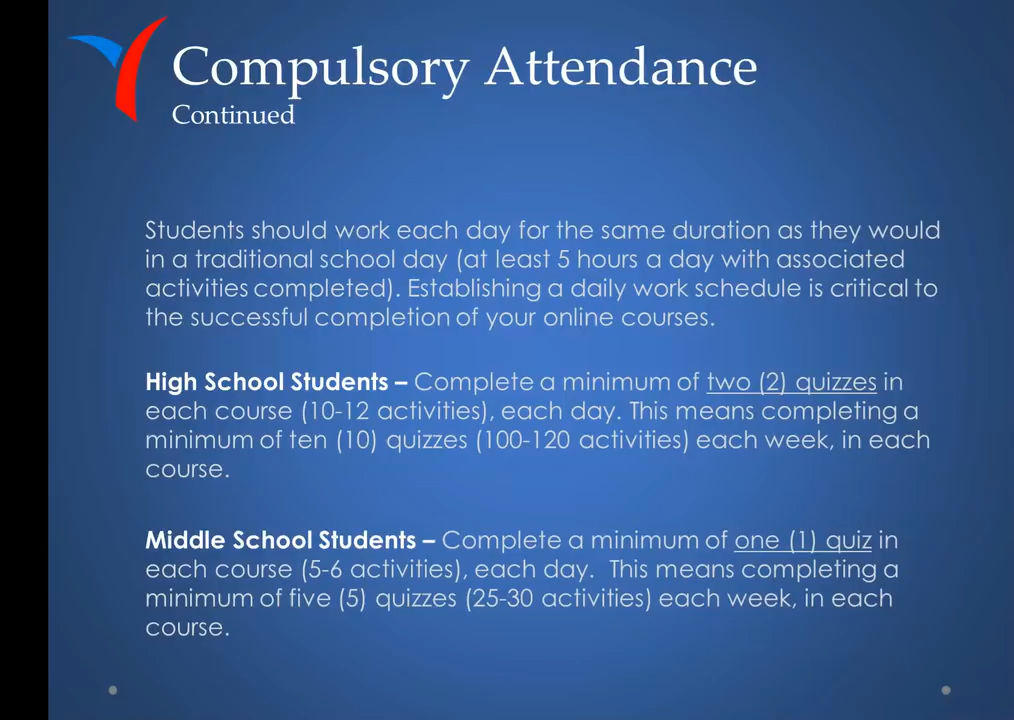 Compulsory Attendance
Continued
Students should work each day for the same duration as they would
in a traditional school day (at least 5 hours a day with associated
activities completed). Establishing a daily work schedule is critical to
the successful completion of your online courses.
High School Students – Complete a minimum of two (2) quizzes in
each course (10-12 activities), each day. This means completing a
minimum of ten (10) quizzes (100-120 activities) each week, in each
course.
Middle School Students – Complete a minimum of one (1) quiz in
each course (5-6 activities), each day.  This means completing a
minimum of five (5) quizzes (25-30 activities) each week, in each
course.